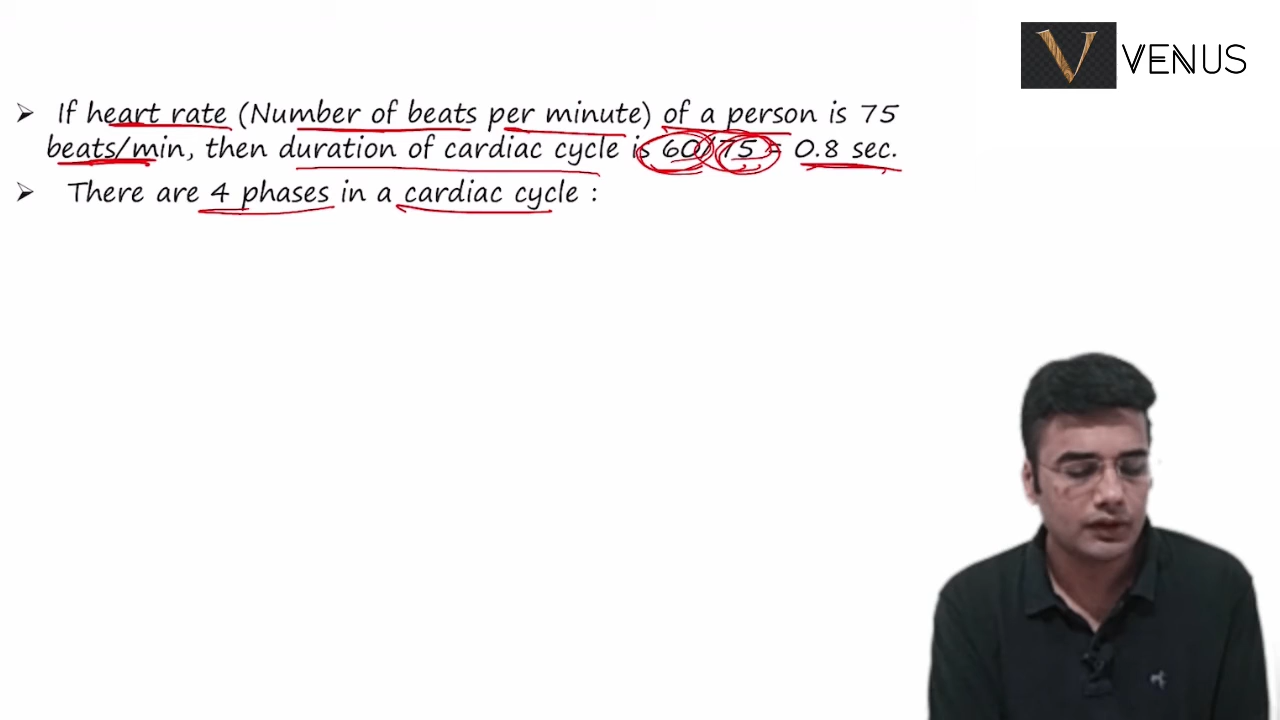 VENUS
➢ If heart rate (Number of beats per minute) of a person is 75
beats/min, then duration of cardiac cycle is 60/75 = 0.8 sec.
➢ There are 4 phases in a cardiac cycle :